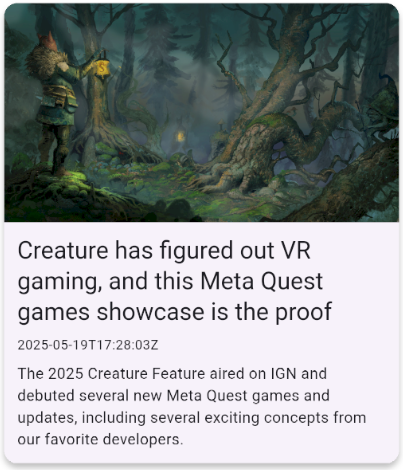 Creature has figured out VR
gaming, and this Meta Quest
games showcase is the proof
2025-05-19T17:28:03Z
The 2025 Creature Feature aired on IGN and
debuted several new Meta Quest games and
updates, including several exciting concepts from
our favorite developers.